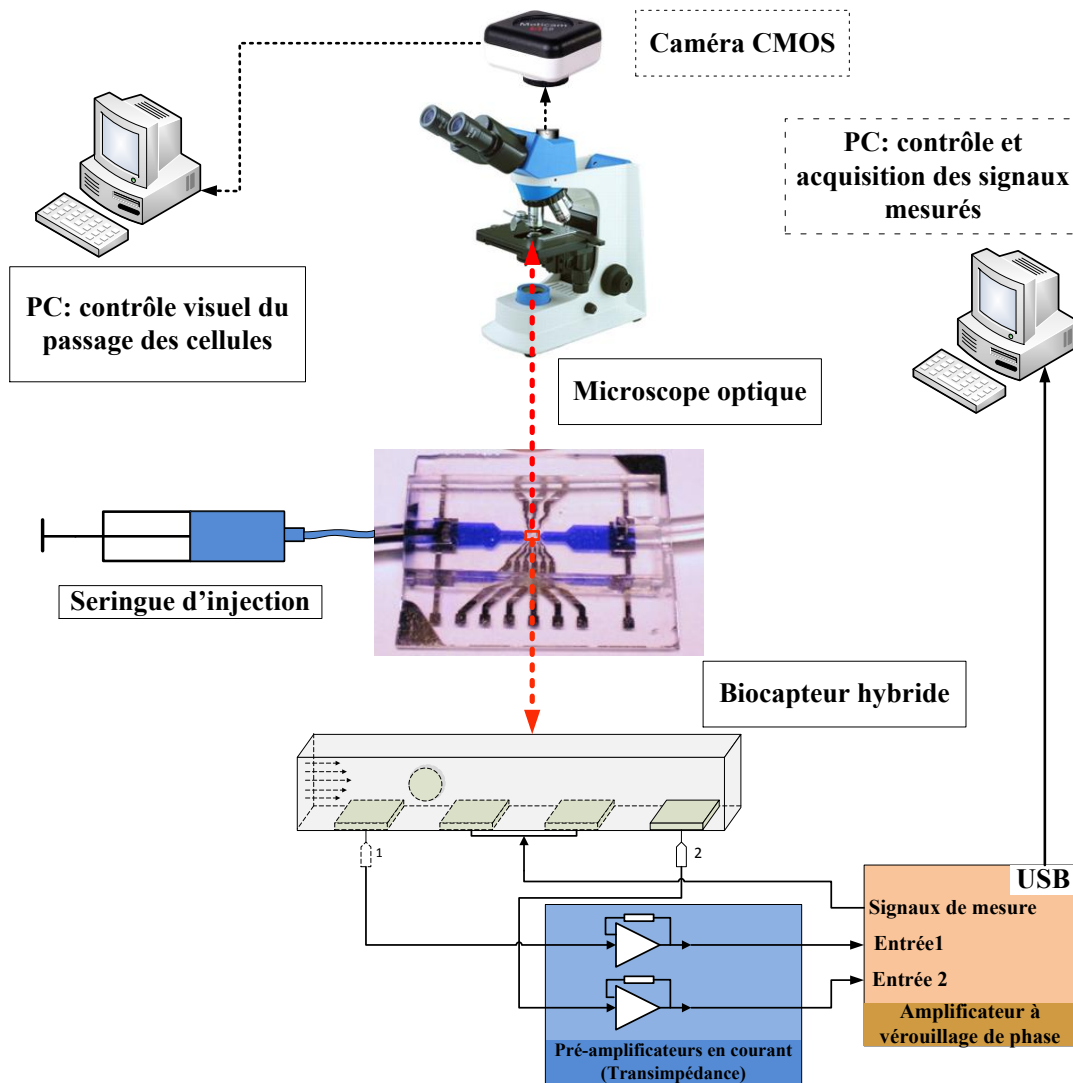 Caméra CMOS
PC: contrôle et
acquisition des signaux
mesurés
PC: contrôle visuel du
passage des cellules
Microscope optique
Seringue d’injection
Biocapteur hybride
1
2
USB
Signaux de mesure
Entrée1
Entrée 2
Amplificateur à
vérouillage de phase
Pré-amplificateurs en courant
(Transimpédance)